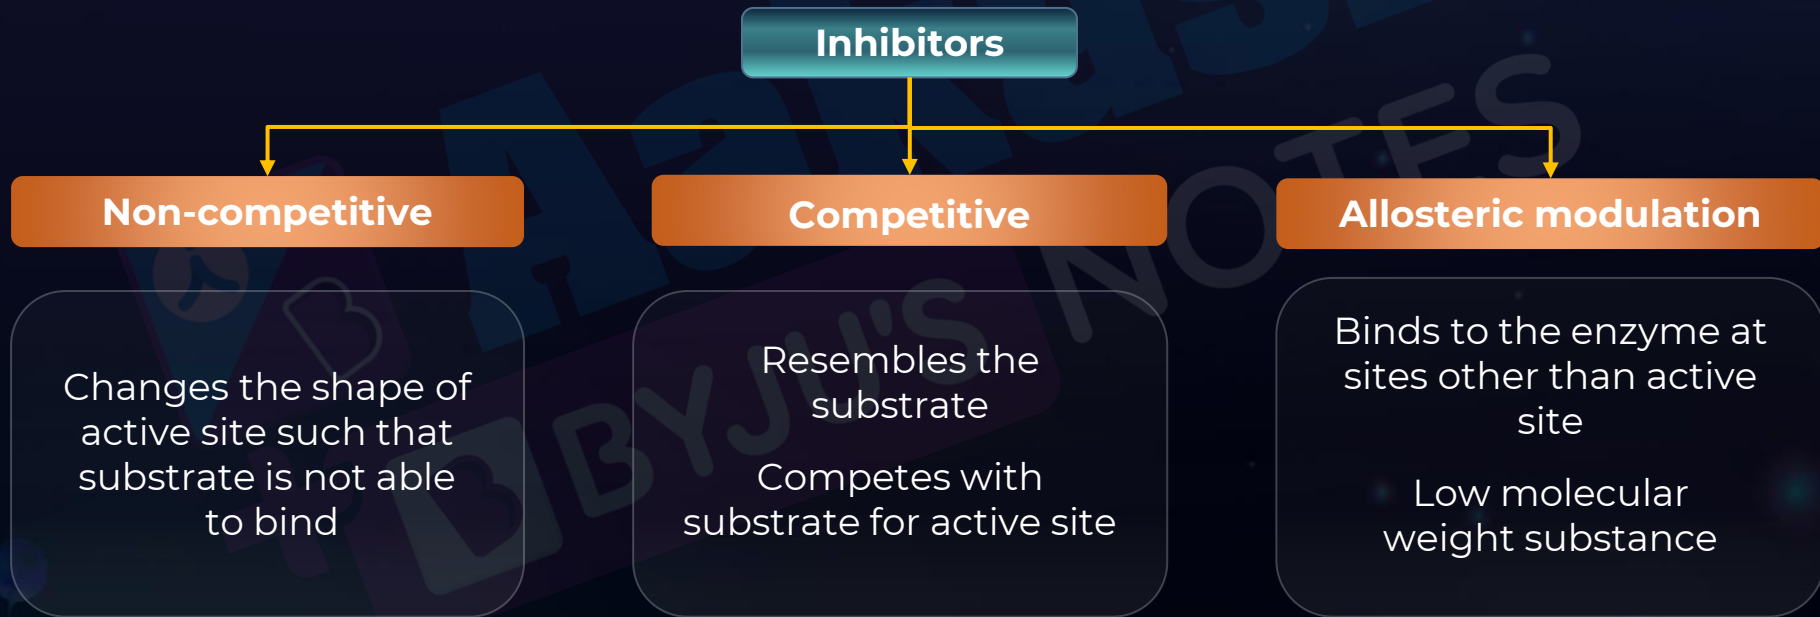 Inhibitors
Non-competitive
Competitive
Allosteric modulation
Changes the shape of
active site such that
substrate is not able
to bind
Resembles the
substrate
Competes with
substrate for active site
Binds to the enzyme at
sites other than active
site
Low molecular
weight substance
BYJU'S NOTES